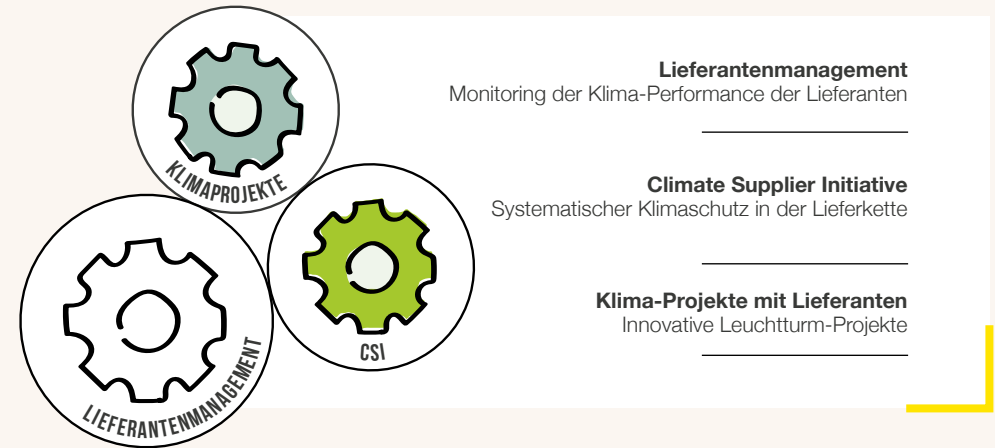 KLIMAPROJEKTE
CSI
LIEFERANTENMANAGEMENT
Lieferantenmanagement
Monitoring der Klima-Performance der Lieferanten
Climate Supplier Initiative
Systematischer Klimaschutz in der Lieferkette
Klima-Projekte mit Lieferanten
Innovative Leuchtturm-Projekte